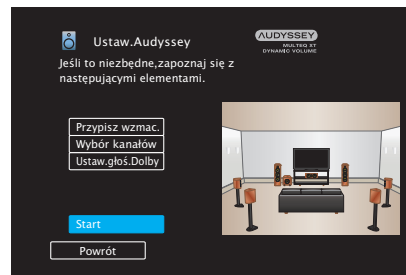 Ustaw.Audyssey
AUDYSSEY
MULTEQ XT
DYNAMIC VOLUME
Jeśli to niezbędne,zapoznaj się z
następującymi elementami.
Przypisz wzmac.
Wybór kanałów
Ustaw.głoś.Dolby
Start
Powrót